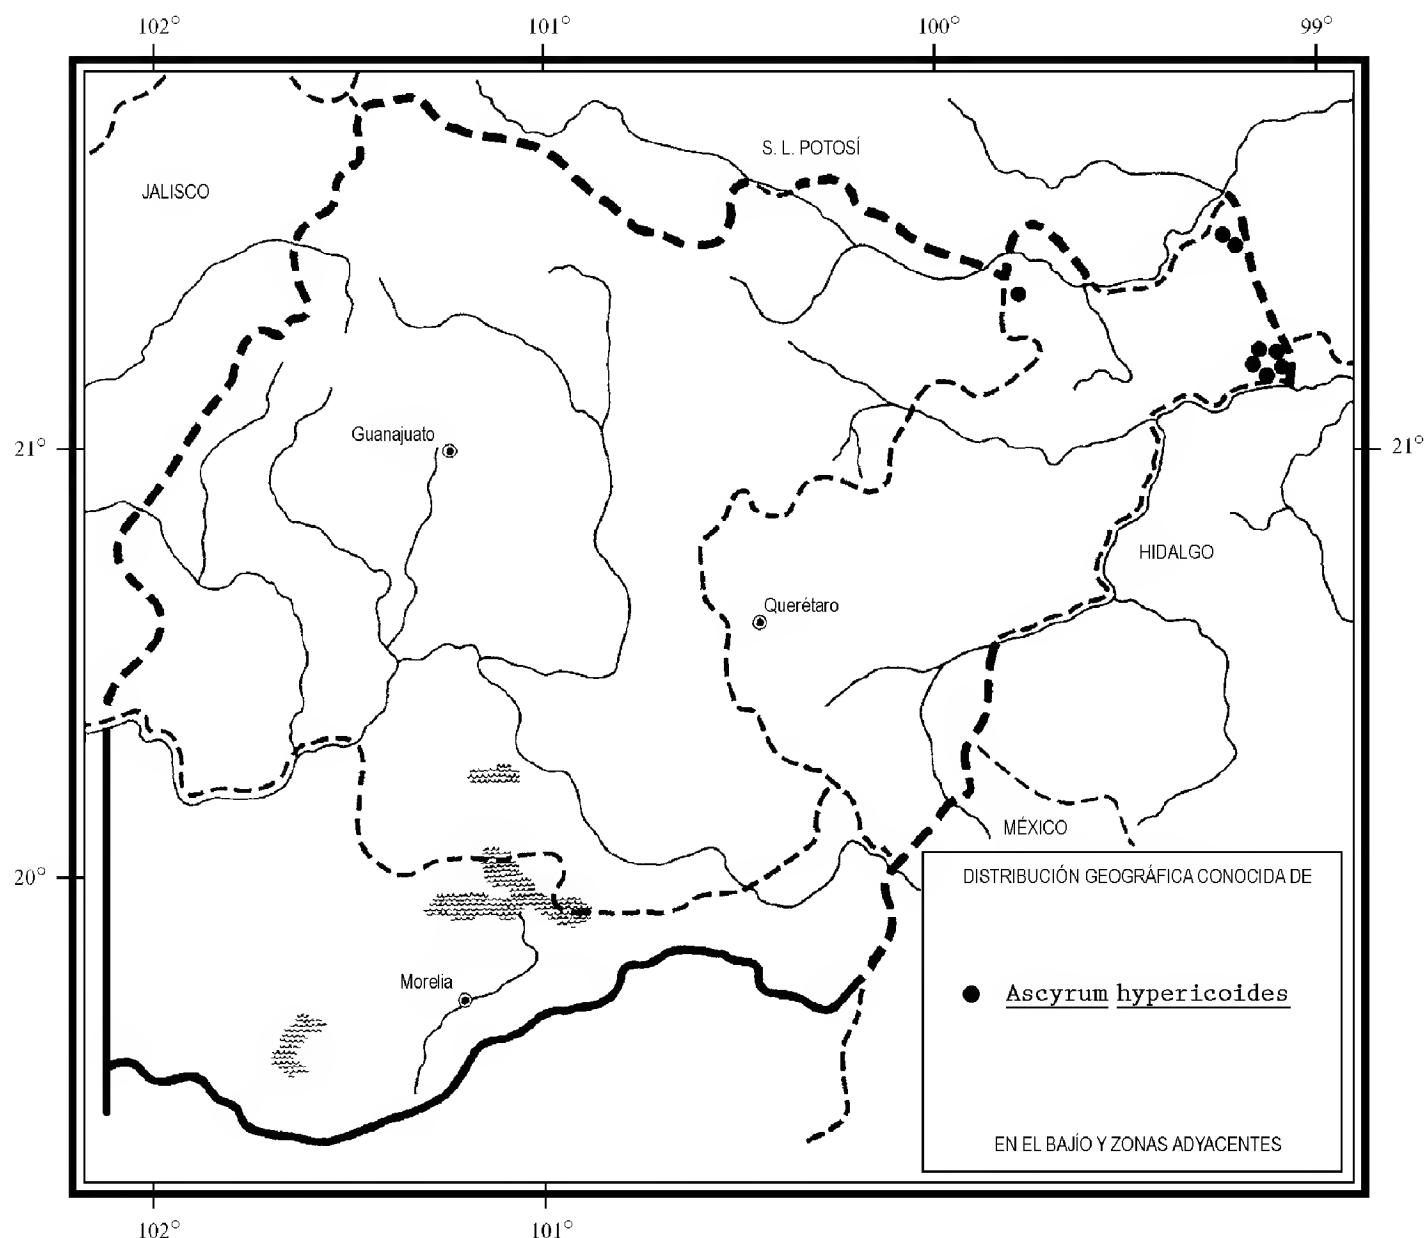 102° 101° 100° 99°
S. L. POTOSÍ
JALISCO
Guanajuato
21° 21°
HIDALGO
Querétaro
MÉXICO
20°
DISTRIBUCIÓN GEOGRÁFICA CONOCIDA DE
Morelia
Ascyrum hypericoides
EN EL BAJÍO Y ZONAS ADYACENTES
102° 101°